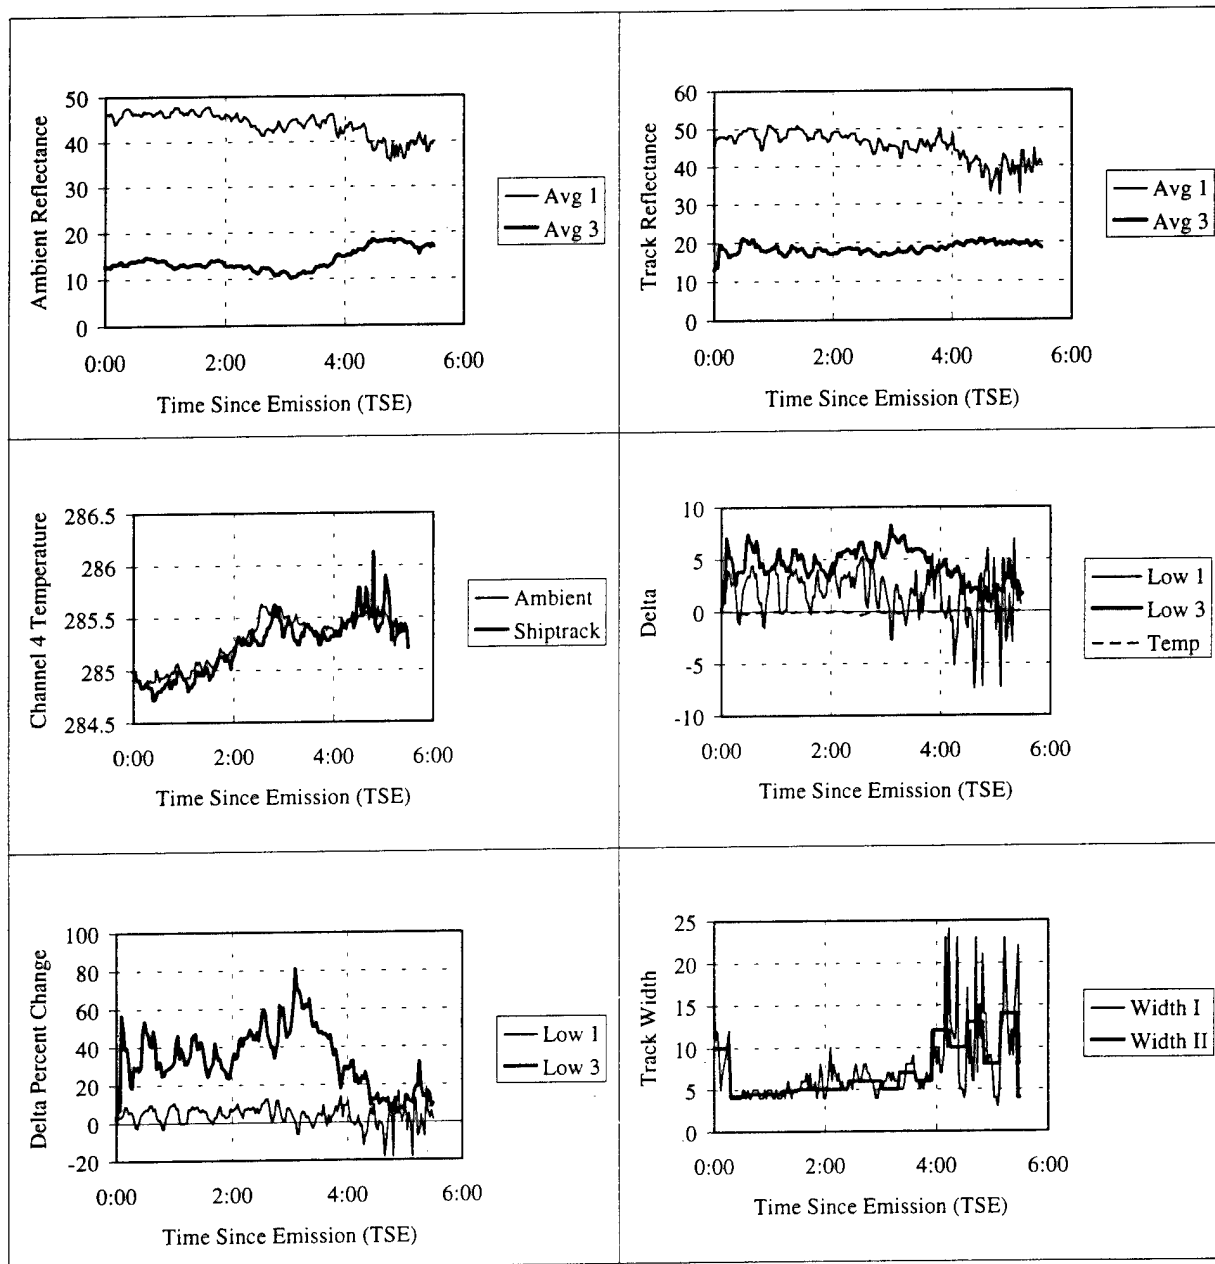 Ambient Reflectance
50
40
30
20
10
0
0:00 2:00 4:00 6:00
Time Since Emission (TSE)
Avg 1
Avg 3
Track Reflectance
60
50
40
30
20
10
0
0:00 2:00 4:00 6:00
Time Since Emission (TSE)
Avg 1
Avg 3
Channel 4 Temperature
286.5
286
285.5
285
284.5
0:00 2:00 4:00 6:00
Time Since Emission (TSE)
Ambient
Shiptrack
Delta
10
5
0
-5
-10
0:00 2:00 4:00 6:00
Time Since Emission (TSE)
Low 1
Low 3
Temp
Delta Percent Change
100
80
60
40
20
0
-20
0:00 2:00 4:00 6:00
Time Since Emission (TSE)
Low 1
Low 3
Track Width
25
20
15
10
5
0
0:00 2:00 4:00 6:00
Time Since Emission (TSE)
Width I
Width II